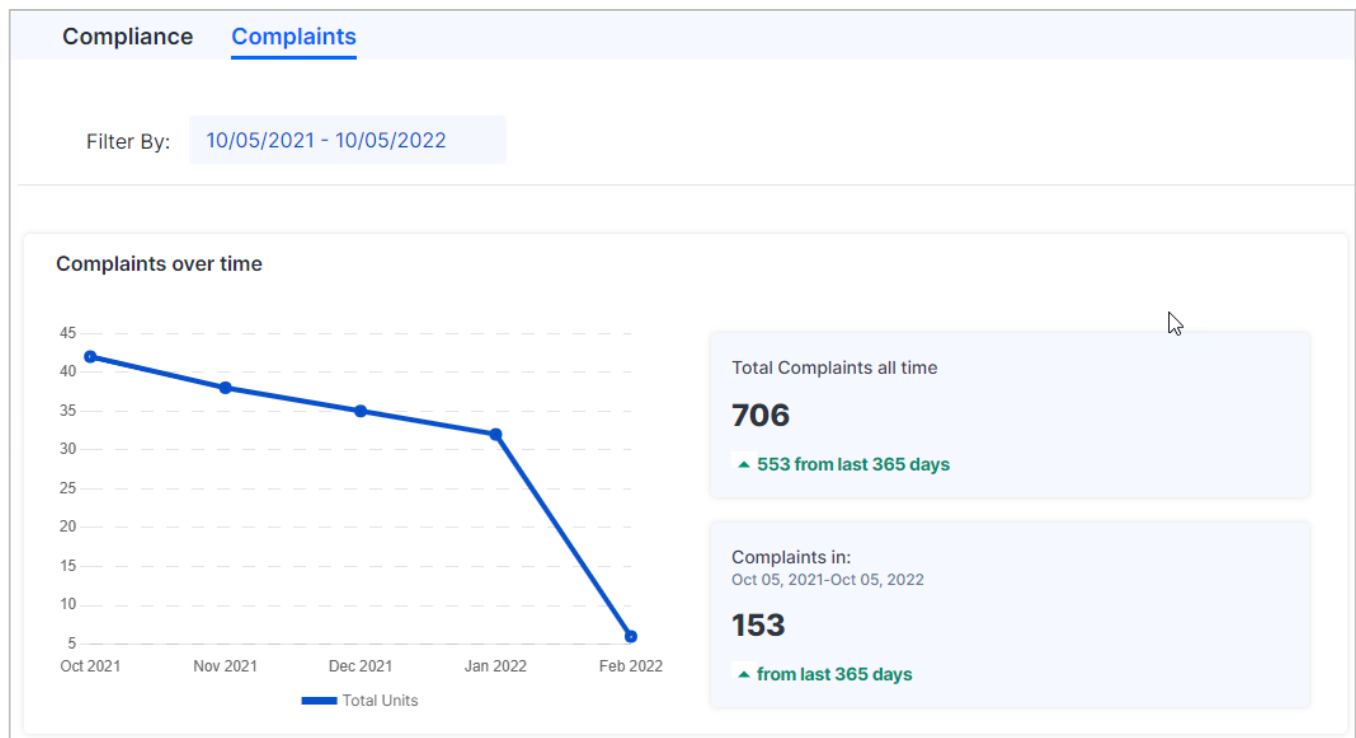 Compliance Complaints
Filter By: 10/05/2021 - 10/05/2022
Complaints over time
45
40
35
30
25
20
15
10
5
Oct 2021 Nov 2021 Dec 2021 Jan 2022 Feb 2022
Total Units
Total Complaints all time
706
553 from last 365 days
Complaints in:
Oct 05, 2021-Oct 05, 2022
153
from last 365 days